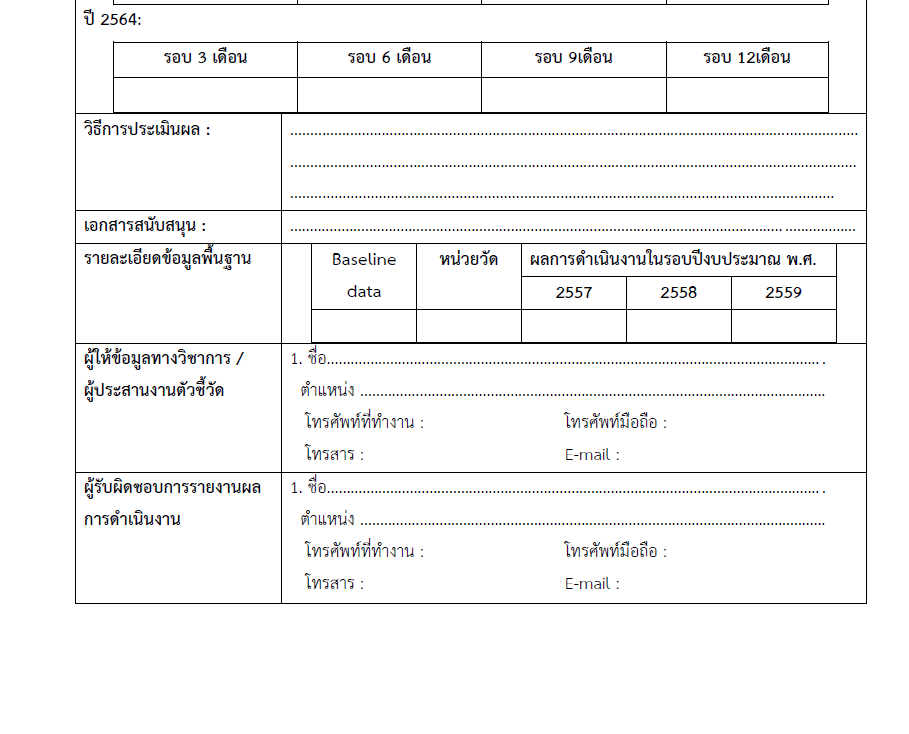 ปี 2564:
รอบ 3 เดือน รอบ 6 เดือน รอบ 9เดือน รอบ 12เดือน
วิธีการประเมินผล : ................................................................................................................................................
................................................................................................................................................
..........................................................................................................................................
เอกสารสนับสนุน : ................................................................................................................................................
รายละเอียดข้อมูลพื้นฐาน Baseline data หน่วยวัด ผลการดำเนินงานในรอบปีงบประมาณ พ.ศ.
2557 2558 2559
ผู้ให้ข้อมูลทางวิชาการ / 1. ชื่อ............................................................................................................................. .
ผู้ประสานงานตัวชี้วัด ตำแหน่ง .....................................................................................................................
โทรศัพท์ที่ทำงาน : โทรศัพท์มือถือ :
โทรสาร : E-mail :
ผู้รับผิดชอบการรายงานผล 1. ชื่อ............................................................................................................................. .
การดำเนินงาน ตำแหน่ง .....................................................................................................................
โทรศัพท์ที่ทำงาน : โทรศัพท์มือถือ :
โทรสาร : E-mail :